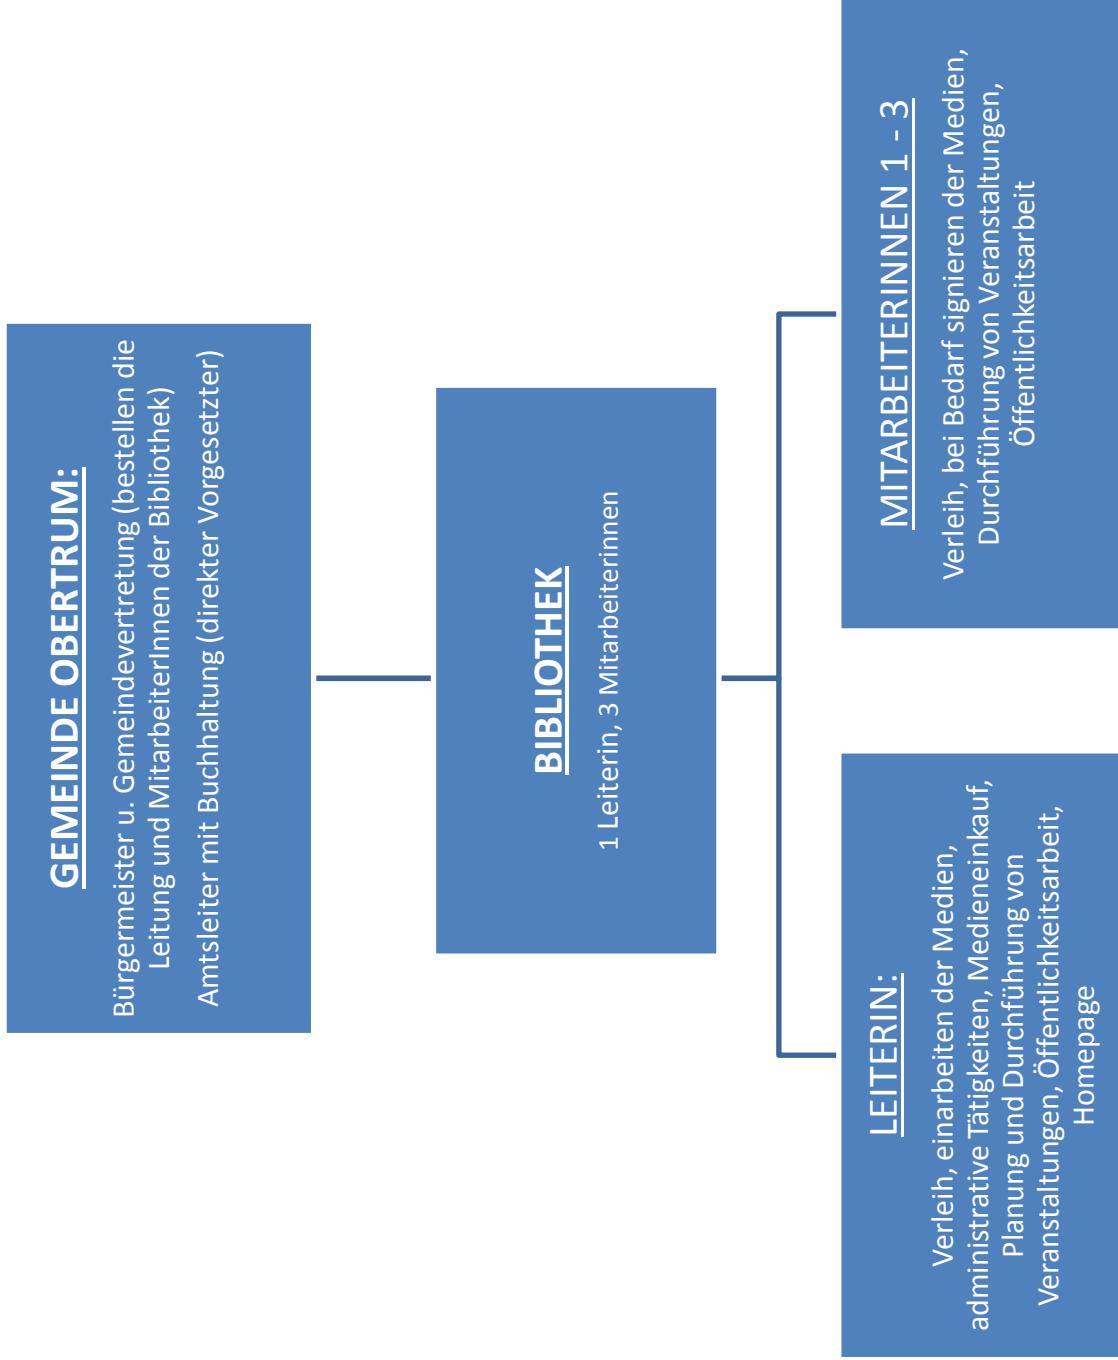 GEMEINDE OBERTRUM:
Bürgermeister u. Gemeindevertretung (bestellen die
Leitung und MitarbeiterInnen der Bibliothek)
Amtsleiter mit Buchhaltung (direkter Vorgesetzter)
BIBLIOTHEK
1 Leiterin, 3 Mitarbeiterinnen
LEITERIN:
Verleih, einarbeiten der Medien,
administrative Tätigkeiten, Medieneinkauf,
Planung und Durchführung von
Veranstaltungen, Öffentlichkeitsarbeit,
Homepage
MITARBEITERINNEN 1 - 3
Verleih, bei Bedarf signieren der Medien,
Durchführung von Veranstaltungen,
Öffentlichkeitsarbeit